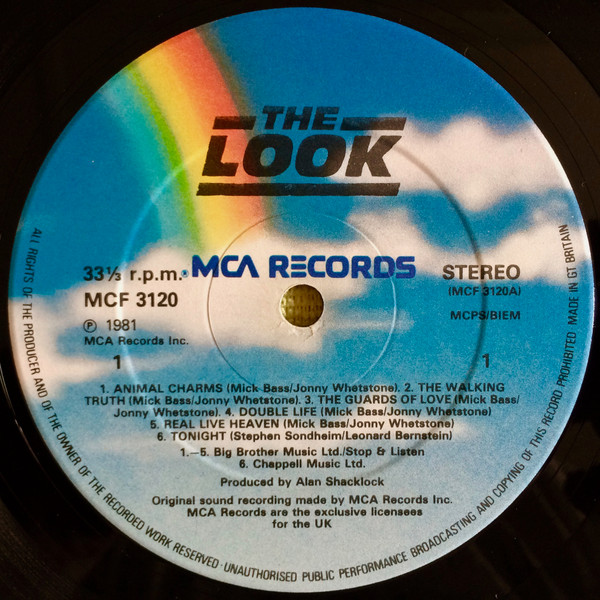 THE
LOOK
MCA RECORDS
33⅓ r.p.m.
MCF 3120
℗ 1981
MCA Records Inc.
1
STEREO
(MCF 3120A)
MCPS/BIEM
1
1. ANIMAL CHARMS (Mick Bass/Jonny Whetstone). 2. THE WALKING
TRUTH (Mick Bass/Jonny Whetstone). 3. THE GUARDS OF LOVE (Mick Bass/
Jonny Whetstone). 4. DOUBLE LIFE (Mick Bass/Jonny Whetstone)
5. REAL LIVE HEAVEN (Mick Bass/Jonny Whetstone)
6. TONIGHT (Stephen Sondheim/Leonard Bernstein)
1.—5. Big Brother Music Ltd./Stop & Listen
6. Chappell Music Ltd.
Produced by Alan Shacklock
Original sound recording made by MCA Records Inc.
MCA Records are the exclusive licensees
for the UK
ALL RIGHTS OF THE PRODUCER AND OF THE OWNER OF THE RECORDED WORK RESERVED · UNAUTHORISED PUBLIC PERFORMANCE BROADCASTING AND COPYING OF THIS RECORD PROHIBITED MADE IN GT BRITAIN